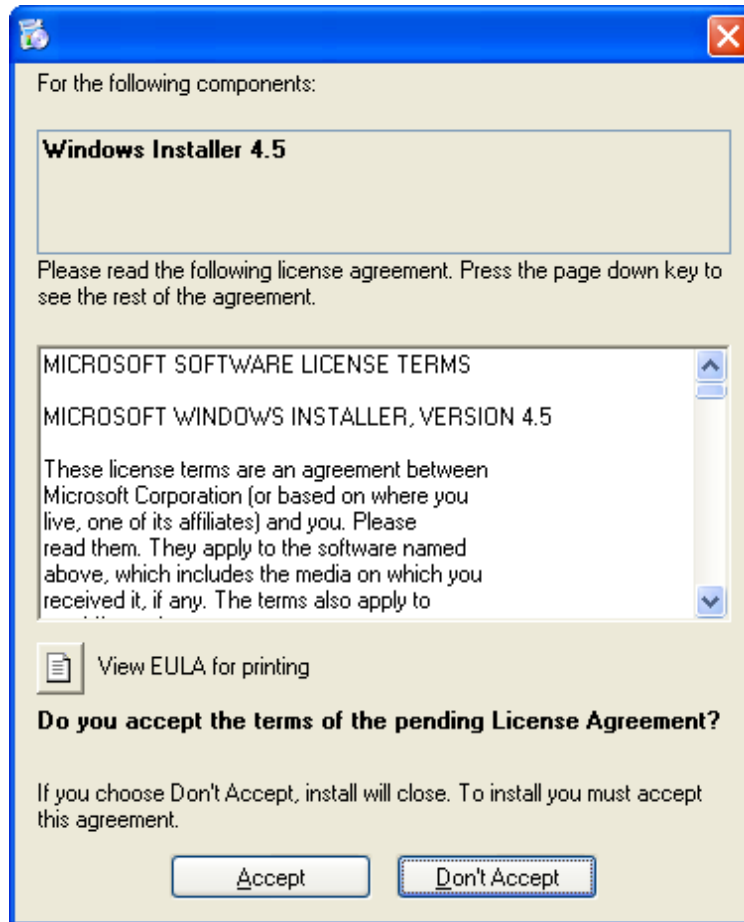 For the following components:
Windows Installer 4.5
Please read the following license agreement. Press the page down key to
see the rest of the agreement.
MICROSOFT SOFTWARE LICENSE TERMS
MICROSOFT WINDOWS INSTALLER, VERSION 4.5
These license terms are an agreement between
Microsoft Corporation (or based on where you
live, one of its affiliates) and you. Please
read them. They apply to the software named
above, which includes the media on which you
received it, if any. The terms also apply to
View EULA for printing
Do you accept the terms of the pending License Agreement?
If you choose Don't Accept, install will close. To install you must accept
this agreement.
Accept
Don't Accept